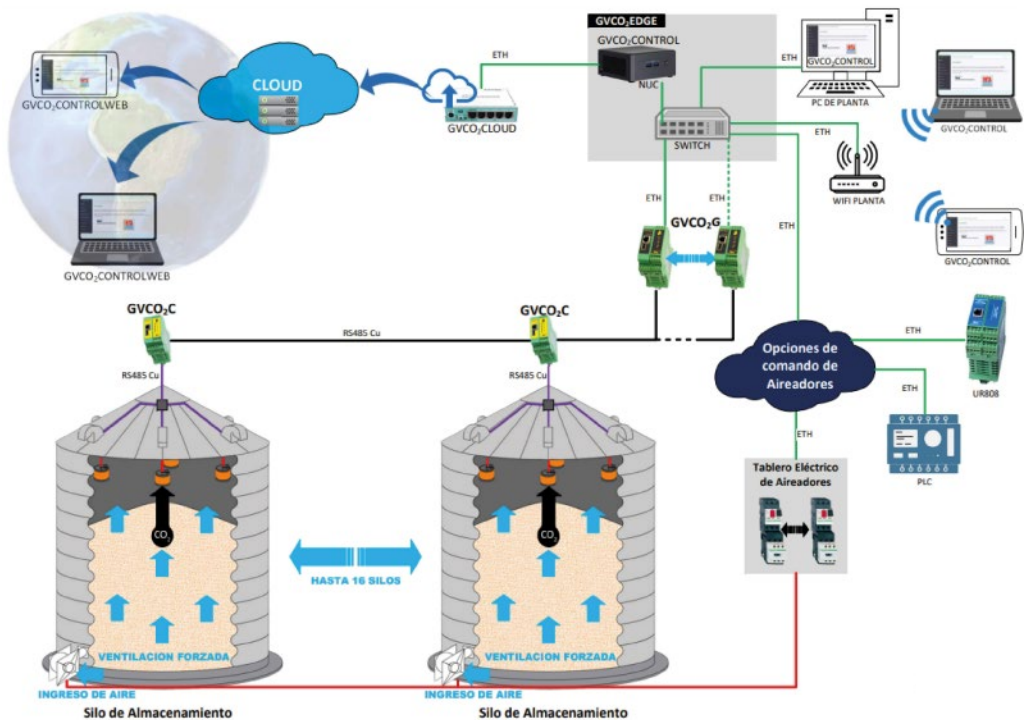 GVCO₂EDGE
GVCO₂CONTROL
NUC
SWITCH
ETH
ETH
GVCO₂CONTROL
PC DE PLANTA
ETH
WIFI PLANTA
GVCO₂CONTROL
GVCO₂CONTROL
GVCO₂CONTROLWEB
CLOUD
GVCO₂CLOUD
GVCO₂CONTROLWEB
ETH
ETH
GVCO₂G
ETH
GVCO₂C
RS485 Cu
GVCO₂C
RS485 Cu
RS485 Cu
Opciones de
comando de
Aireadores
ETH
UR808
ETH
PLC
ETH
Tablero Eléctrico
de Aireadores
CO₂
CO₂
HASTA 16 SILOS
VENTILACION FORZADA
VENTILACION FORZADA
INGRESO DE AIRE
INGRESO DE AIRE
Silo de Almacenamiento
Silo de Almacenamiento